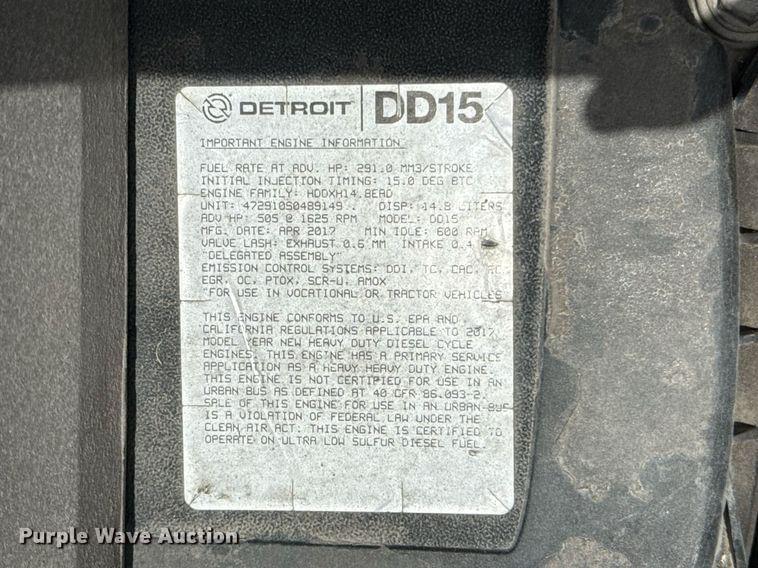 DETROIT DD15
IMPORTANT ENGINE INFORMATION
FUEL RATE AT ADV. HP: 291.0 MM3/STROKE
INITIAL INJECTION TIMING: 15.0 DEG BTC
ENGINE FAMILY: HDDXH14.8EAD
UNIT: 472910S0489149 DISP: 14.8 LITERS
ADV HP: 505 @ 1625 RPM MODEL: DD15
MFG. DATE: APR 2017 MIN IDLE: 600 RPM
VALVE LASH: EXHAUST 0.6 MM INTAKE 0.4
"DELEGATED ASSEMBLY"
EMISSION CONTROL SYSTEMS: DDI, TC, CAC, EC
EGR, OC, PTOX, SCR-U, AMOX
"FOR USE IN VOCATIONAL OR TRACTOR VEHICLES
THIS ENGINE CONFORMS TO U.S. EPA AND
CALIFORNIA REGULATIONS APPLICABLE TO 2017
MODEL YEAR NEW HEAVY DUTY DIESEL CYCLE
ENGINES. THIS ENGINE HAS A PRIMARY SERVICE
APPLICATION AS A HEAVY HEAVY DUTY ENGINE.
THIS ENGINE IS NOT CERTIFIED FOR USE IN AN
URBAN BUS AS DEFINED AT 40 CFR 86.093-2.
SALE OF THIS ENGINE FOR USE IN AN URBAN BUS
IS A VIOLATION OF FEDERAL LAW UNDER THE
CLEAN AIR ACT. THIS ENGINE IS CERTIFIED TO
OPERATE ON ULTRA LOW SULFUR DIESEL FUEL.
Purple Wave Auction